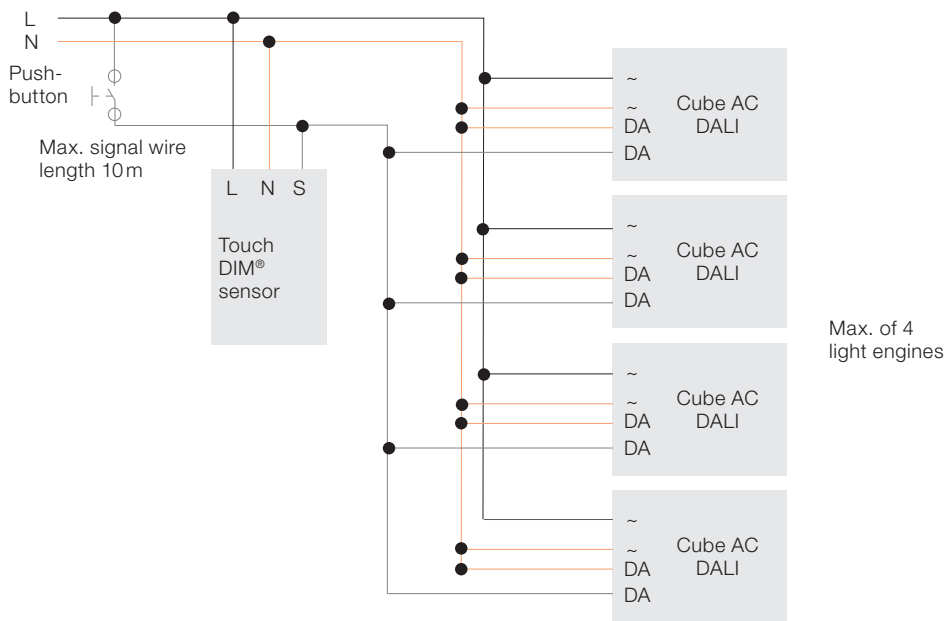 L
N
Push-
button
Max. signal wire
length 10 m
L N S
Touch
DIM®
sensor
~
~
DA
DA
Cube AC
DALI
~
~
DA
DA
Cube AC
DALI
~
~
DA
DA
Cube AC
DALI
~
~
DA
DA
Cube AC
DALI
Max. of 4
light engines